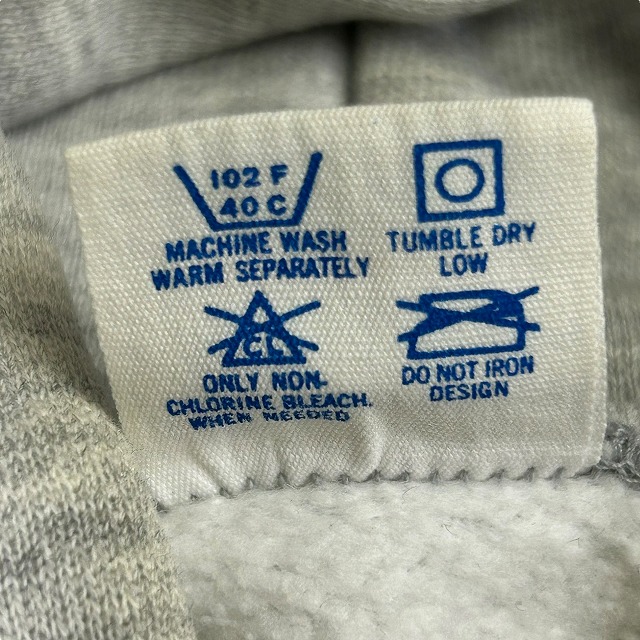 102 F
40 C
MACHINE WASH
WARM SEPARATELY
TUMBLE DRY
LOW
CL
ONLY NON-
CHLORINE BLEACH.
WHEN NEEDED
DO NOT IRON
DESIGN